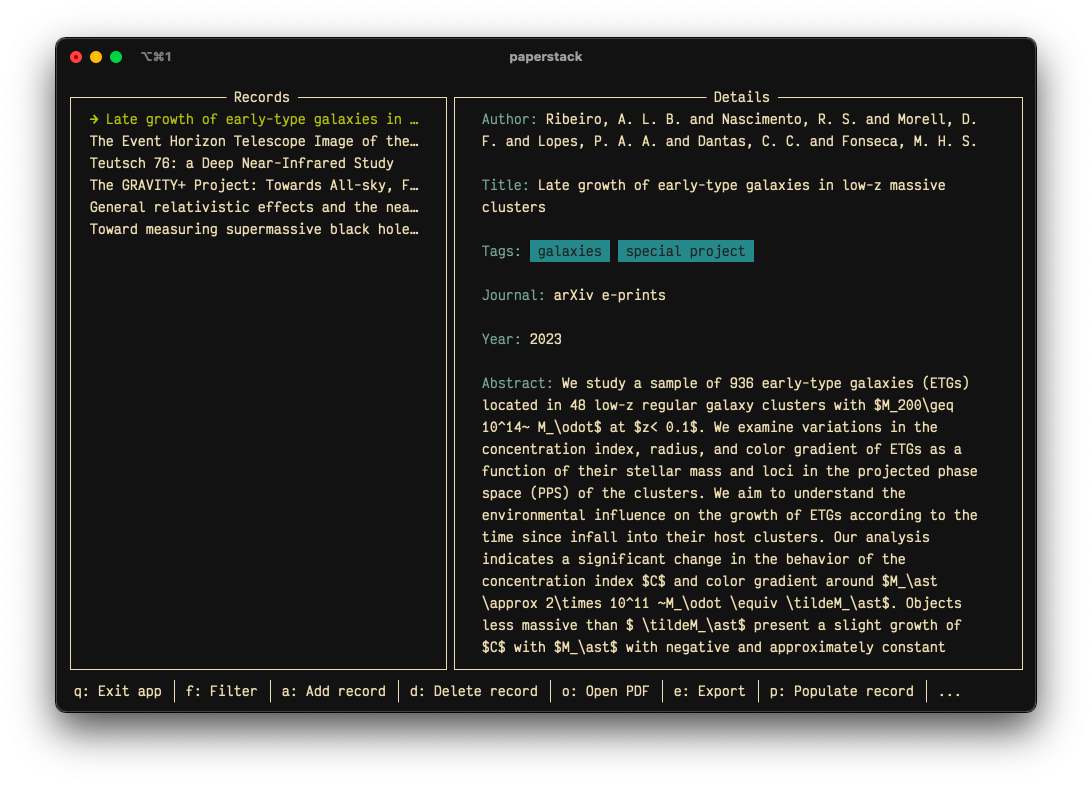 ⌥⌘1
paperstack
Records
→ Late growth of early-type galaxies in …
The Event Horizon Telescope Image of the…
Teutsch 76: a Deep Near-Infrared Study
The GRAVITY+ Project: Towards All-sky, F…
General relativistic effects and the nea…
Toward measuring supermassive black hole…
Details
Author: Ribeiro, A. L. B. and Nascimento, R. S. and Morell, D.
F. and Lopes, P. A. A. and Dantas, C. C. and Fonseca, M. H. S.
Title: Late growth of early-type galaxies in low-z massive
clusters
Tags: galaxies special project
Journal: arXiv e-prints
Year: 2023
Abstract: We study a sample of 936 early-type galaxies (ETGs)
located in 48 low-z regular galaxy clusters with $M_200\geq
10^14~ M_\odot$ at $z< 0.1$. We examine variations in the
concentration index, radius, and color gradient of ETGs as a
function of their stellar mass and loci in the projected phase
space (PPS) of the clusters. We aim to understand the
environmental influence on the growth of ETGs according to the
time since infall into their host clusters. Our analysis
indicates a significant change in the behavior of the
concentration index $C$ and color gradient around $M_\ast
\approx 2\times 10^11 ~M_\odot \equiv \tildeM_\ast$. Objects
less massive than $ \tildeM_\ast$ present a slight growth of
$C$ with $M_\ast$ with negative and approximately constant
q: Exit app │ f: Filter │ a: Add record │ d: Delete record │ o: Open PDF │ e: Export │ p: Populate record │ ...